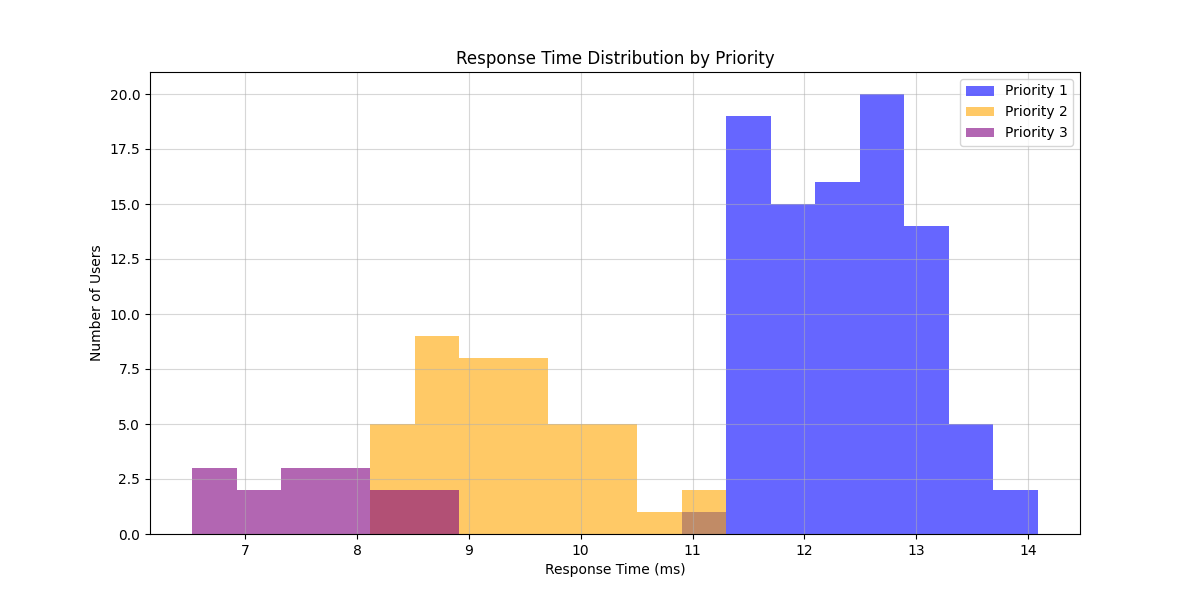 Response Time Distribution by Priority
Priority 1
Priority 2
Priority 3
20.0
17.5
15.0
12.5
10.0
7.5
5.0
2.5
0.0
Number of Users
7 8 9 10 11 12 13 14
Response Time (ms)